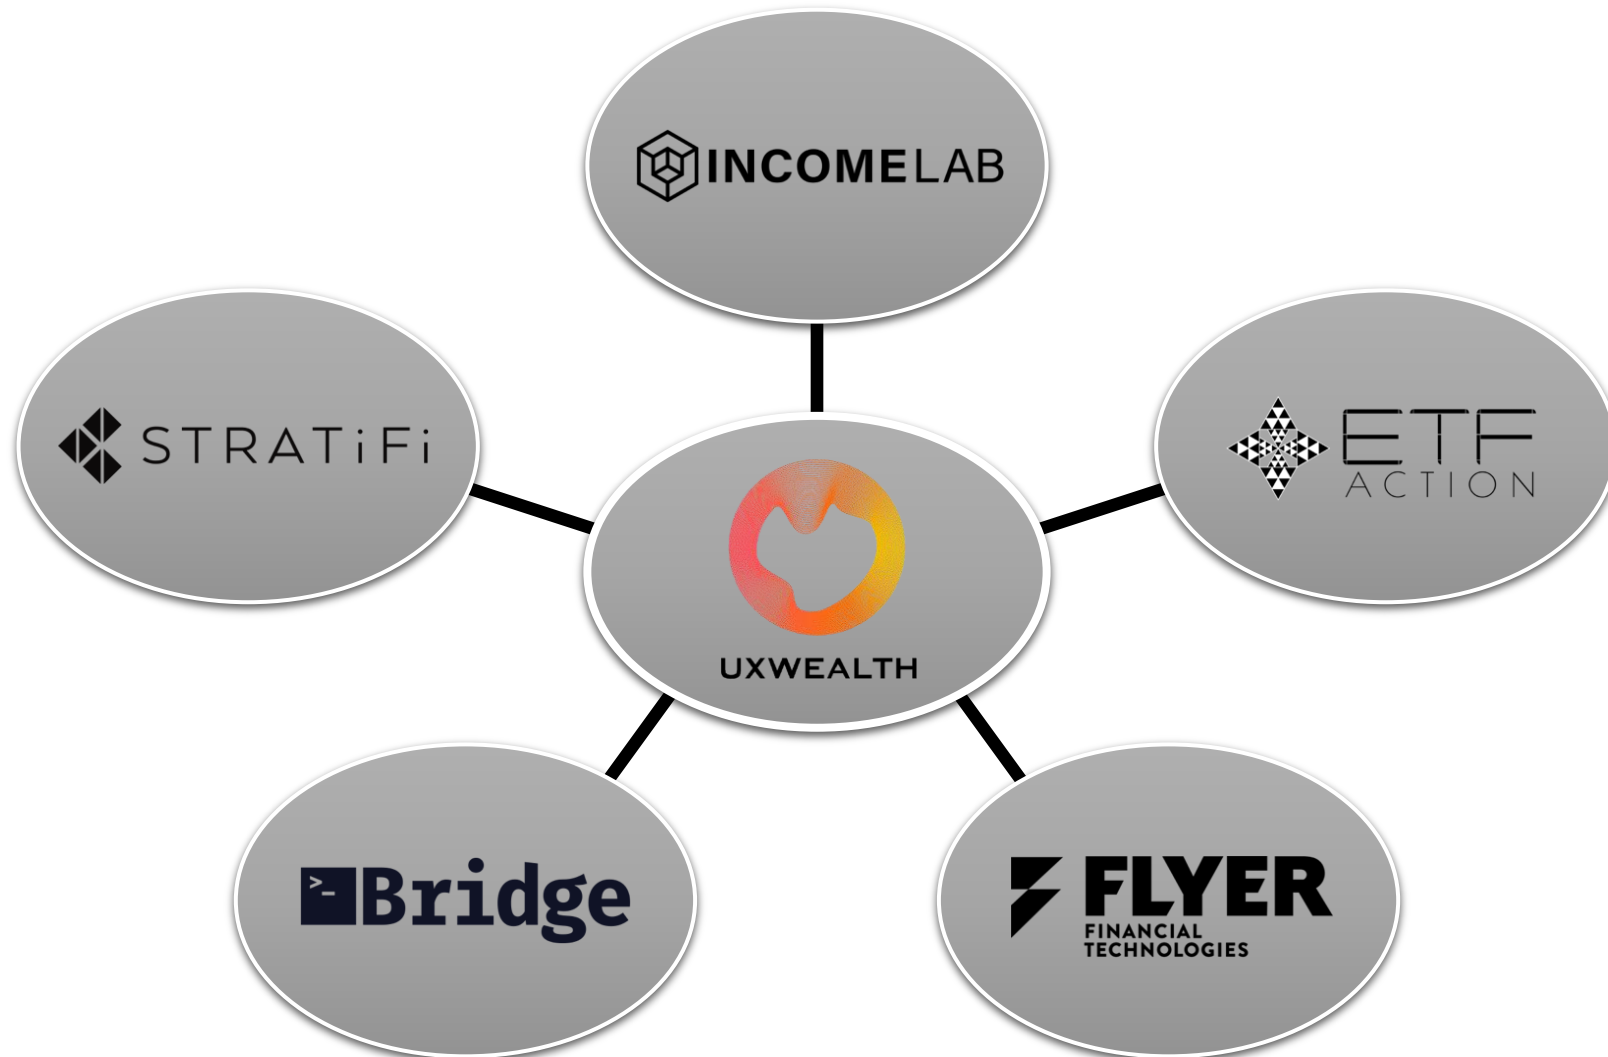 INCOMELAB
STRATiFi
ETF
ACTION
UXWEALTH
>_Bridge
FLYER
FINANCIAL
TECHNOLOGIES